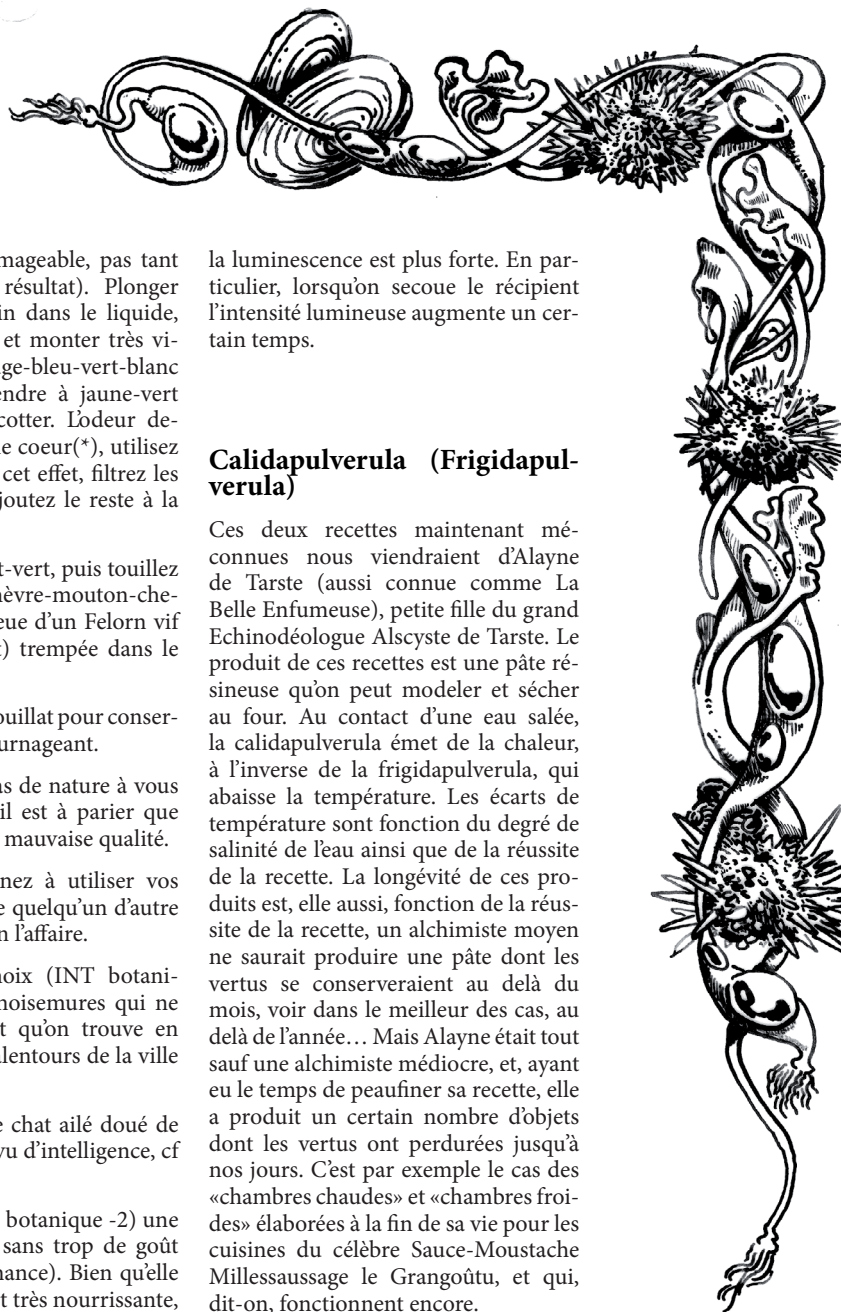 mageable, pas tant
résultat). Plonger
in dans le liquide,
et monter très vi-
ge-bleu-vert-blanc
endre à jaune-vert
cotter. L'odeur de-
e coeur(*), utilisez
cet effet, filtrez les
joutez le reste à la
t-vert, puis touillez
hèvre-mouton-che-
eue d'un Felorn vif
t) trempée dans le
ouillat pour conser-
urnageant.
as de nature à vous
il est à parier que
mauvaise qualité.
nez à utiliser vos
e quelqu'un d'autre
n l'affaire.
noix (INT botani-
noisemures qui ne
t qu'on trouve en
alentours de la ville
e chat ailé doué de
vu d'intelligence, cf
botanique -2) une
sans trop de goût
nance). Bien qu'elle
t très nourrissante,
la luminescence est plus forte. En par-
ticulier, lorsqu'on secoue le récipient
l'intensité lumineuse augmente un cer-
tain temps.
Calidapulverula (Frigidapul-
verula)
Ces deux recettes maintenant mé-
connues nous viendraient d'Alayne
de Tarste (aussi connue comme La
Belle Enfumeuse), petite fille du grand
Echinodéologue Alscyste de Tarste. Le
produit de ces recettes est une pâte ré-
sineuse qu'on peut modeler et sécher
au four. Au contact d'une eau salée,
la calidapulverula émet de la chaleur,
à l'inverse de la frigidapulverula, qui
abaisse la température. Les écarts de
température sont fonction du degré de
salinité de l'eau ainsi que de la réussite
de la recette. La longévité de ces pro-
duits est, elle aussi, fonction de la réus-
site de la recette, un alchimiste moyen
ne saurait produire une pâte dont les
vertus se conserveraient au delà du
mois, voir dans le meilleur des cas, au
delà de l'année… Mais Alayne était tout
sauf une alchimiste médiocre, et, ayant
eu le temps de peaufiner sa recette, elle
a produit un certain nombre d'objets
dont les vertus ont perdurées jusqu'à
nos jours. C'est par exemple le cas des
«chambres chaudes» et «chambres froi-
des» élaborées à la fin de sa vie pour les
cuisines du célèbre Sauce-Moustache
Millessaussage le Grangoûtu, et qui,
dit-on, fonctionnent encore.